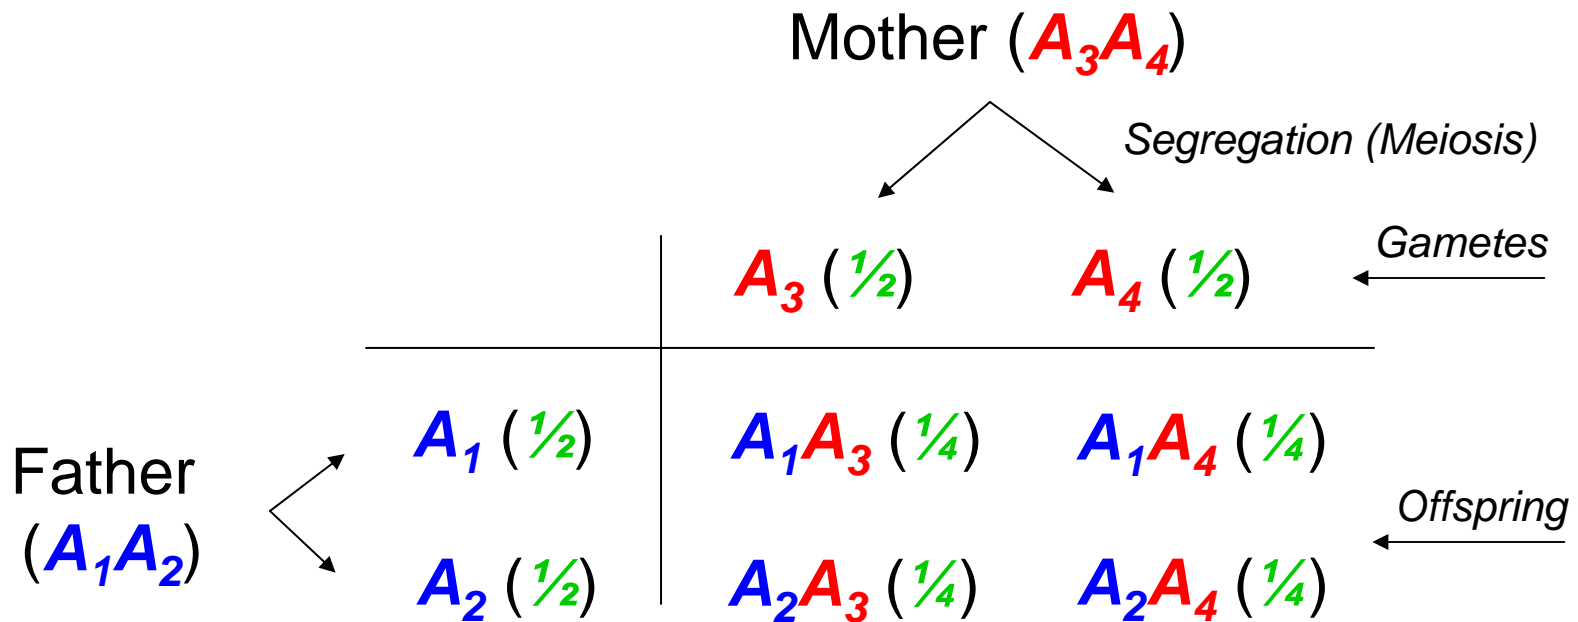 Mother (A₃A₄)
Segregation (Meiosis)
Gametes
A₃ (½) A₄ (½)
A₁ (½) A₁A₃ (¼) A₁A₄ (¼)
Father
(A₁A₂)
Offspring
A₂ (½) A₂A₃ (¼) A₂A₄ (¼)